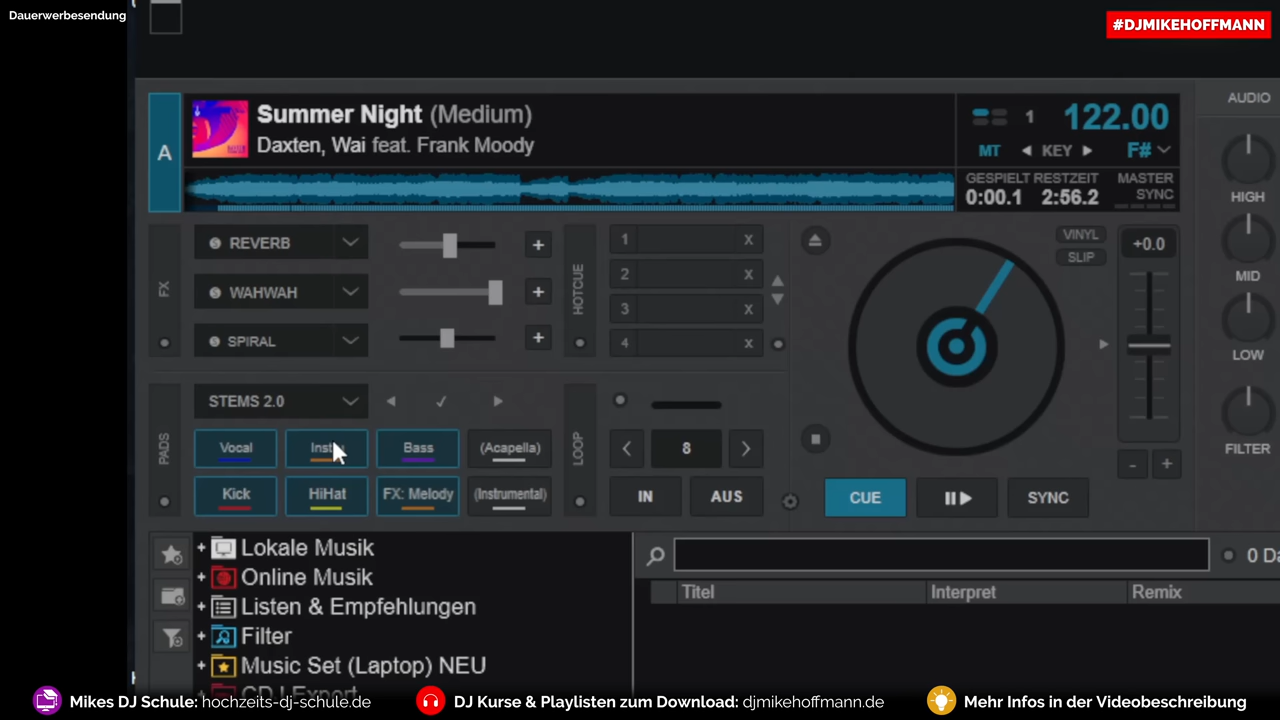 Dauerwerbesendung
#DJMIKEHOFFMANN
A
Summer Night (Medium)
Daxten, Wai feat. Frank Moody
1
122.00
MT
KEY
F#
GESPIELT RESTZEIT
0:00.1 2:56.2
MASTER
SYNC
AUDIO
HIGH
MID
LOW
FILTER
FX
S REVERB
S WAHWAH
S SPIRAL
+
+
+
HOTCUE
1 x
2 x
3 x
4 x
VINYL
SLIP
+0.0
- +
PADS
STEMS 2.0
Vocal
Bass
(Acapella)
Kick
HiHat
FX: Melody
(Instrumental)
LOOP
8
IN
AUS
CUE
SYNC
+ Lokale Musik
+ Online Musik
+ Listen & Empfehlungen
+ Filter
+ Music Set (Laptop) NEU
Titel
Interpret
Remix
Mikes DJ Schule: hochzeits-dj-schule.de
DJ Kurse & Playlisten zum Download: djmikehoffmann.de
Mehr Infos in der Videobeschreibung